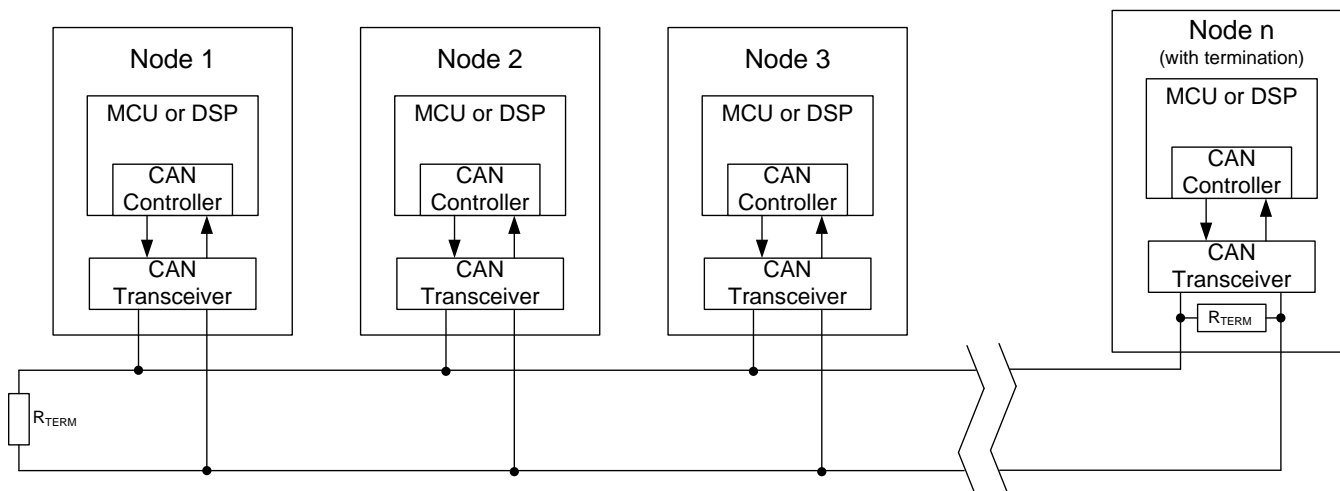 Node 1
MCU or DSP
CAN
Controller
CAN
Transceiver
Node 2
MCU or DSP
CAN
Controller
CAN
Transceiver
Node 3
MCU or DSP
CAN
Controller
CAN
Transceiver
Node n
(with termination)
MCU or DSP
CAN
Controller
CAN
Transceiver
RTERM
RTERM